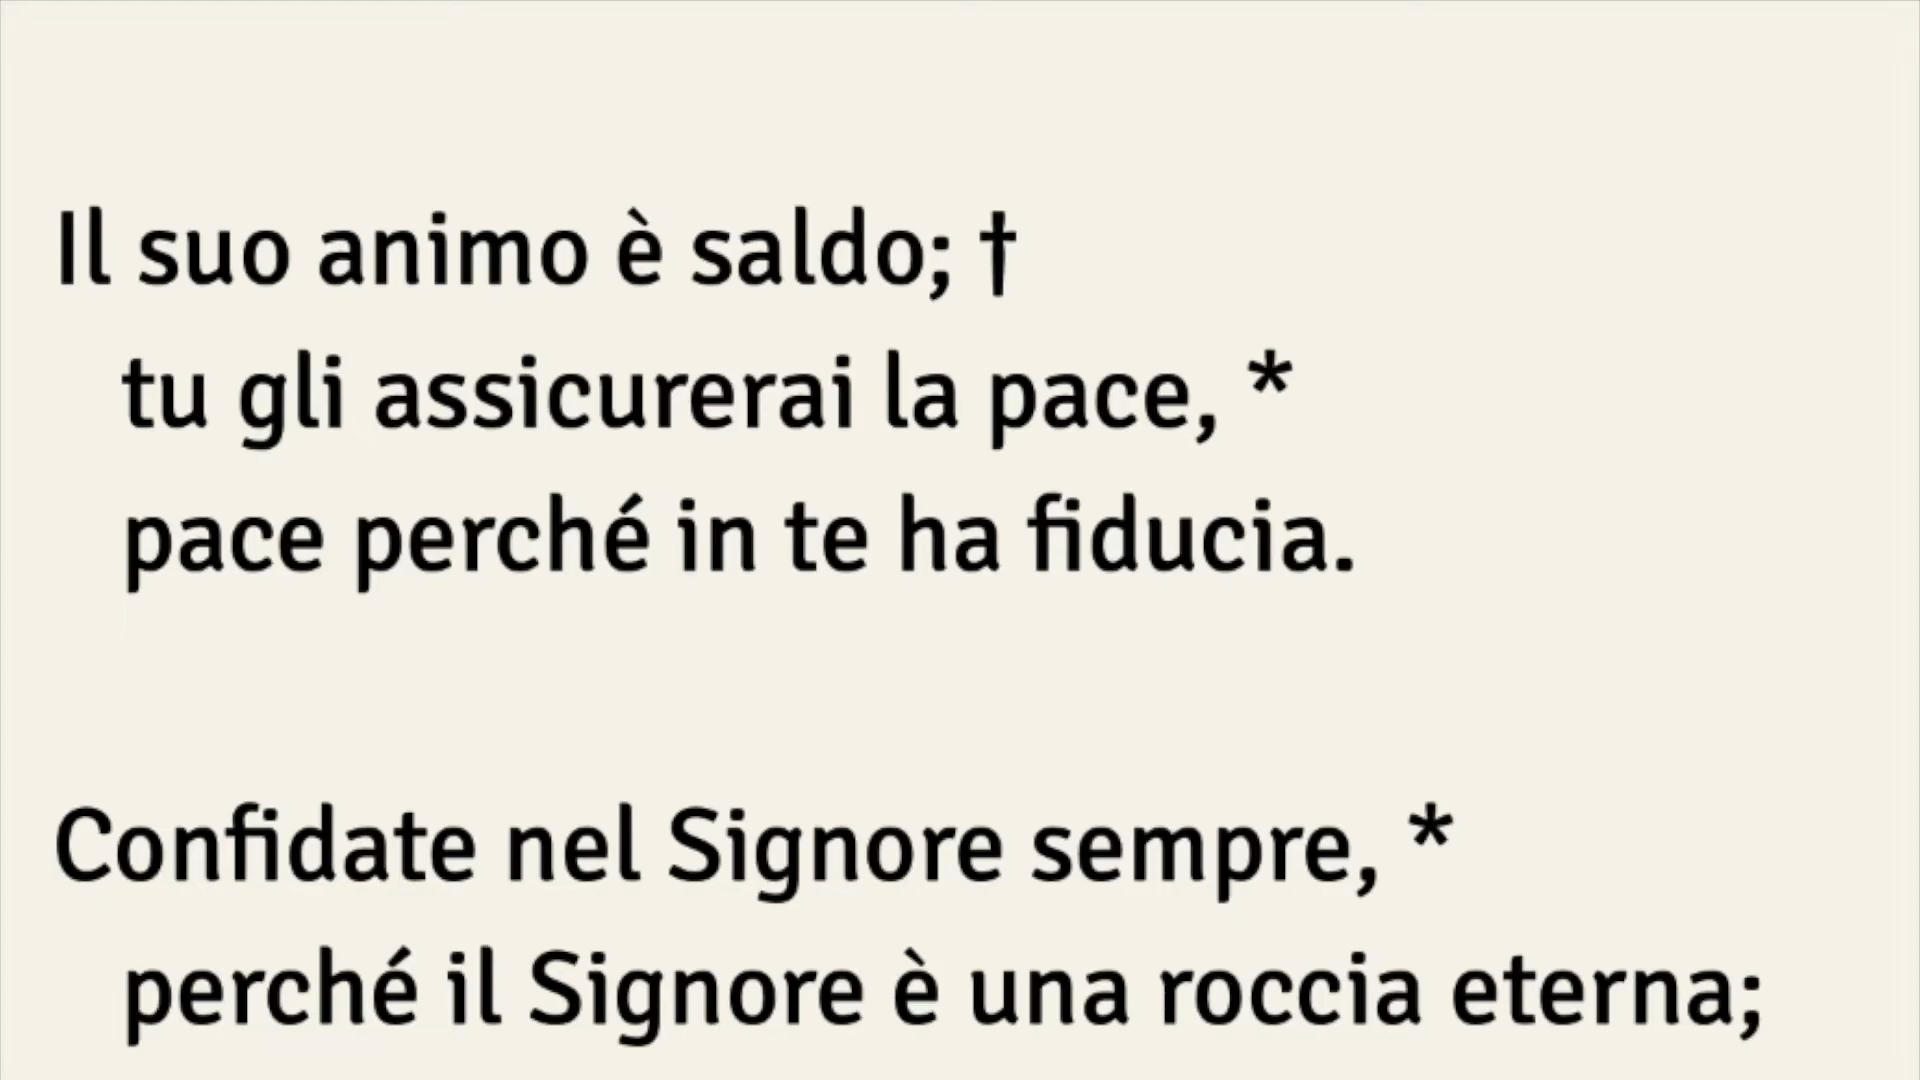 Il suo animo è saldo; †
tu gli assicurerai la pace, *
pace perché in te ha fiducia.
Confidate nel Signore sempre, *
perché il Signore è una roccia eterna;